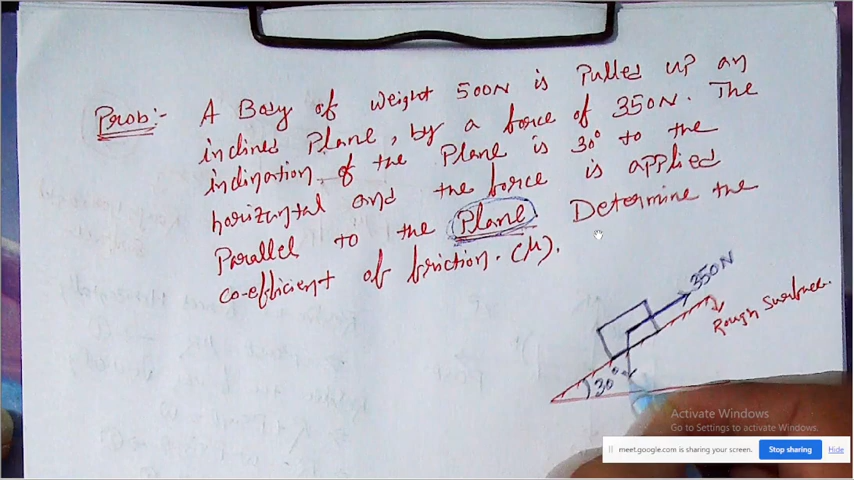 Prob:- A Body of weight 500N is Pulled up an
inclined Plane, by a force of 350N. The
inclination of the Plane is 30° to the
horizontal and the force is applied
Parallel to the Plane Determine the
co-efficient of friction. (μ).
350N
Rough Surface.
30°
Activate Windows
Go to Settings to activate Windows.
meet.google.com is sharing your screen.
Stop sharing
Hide